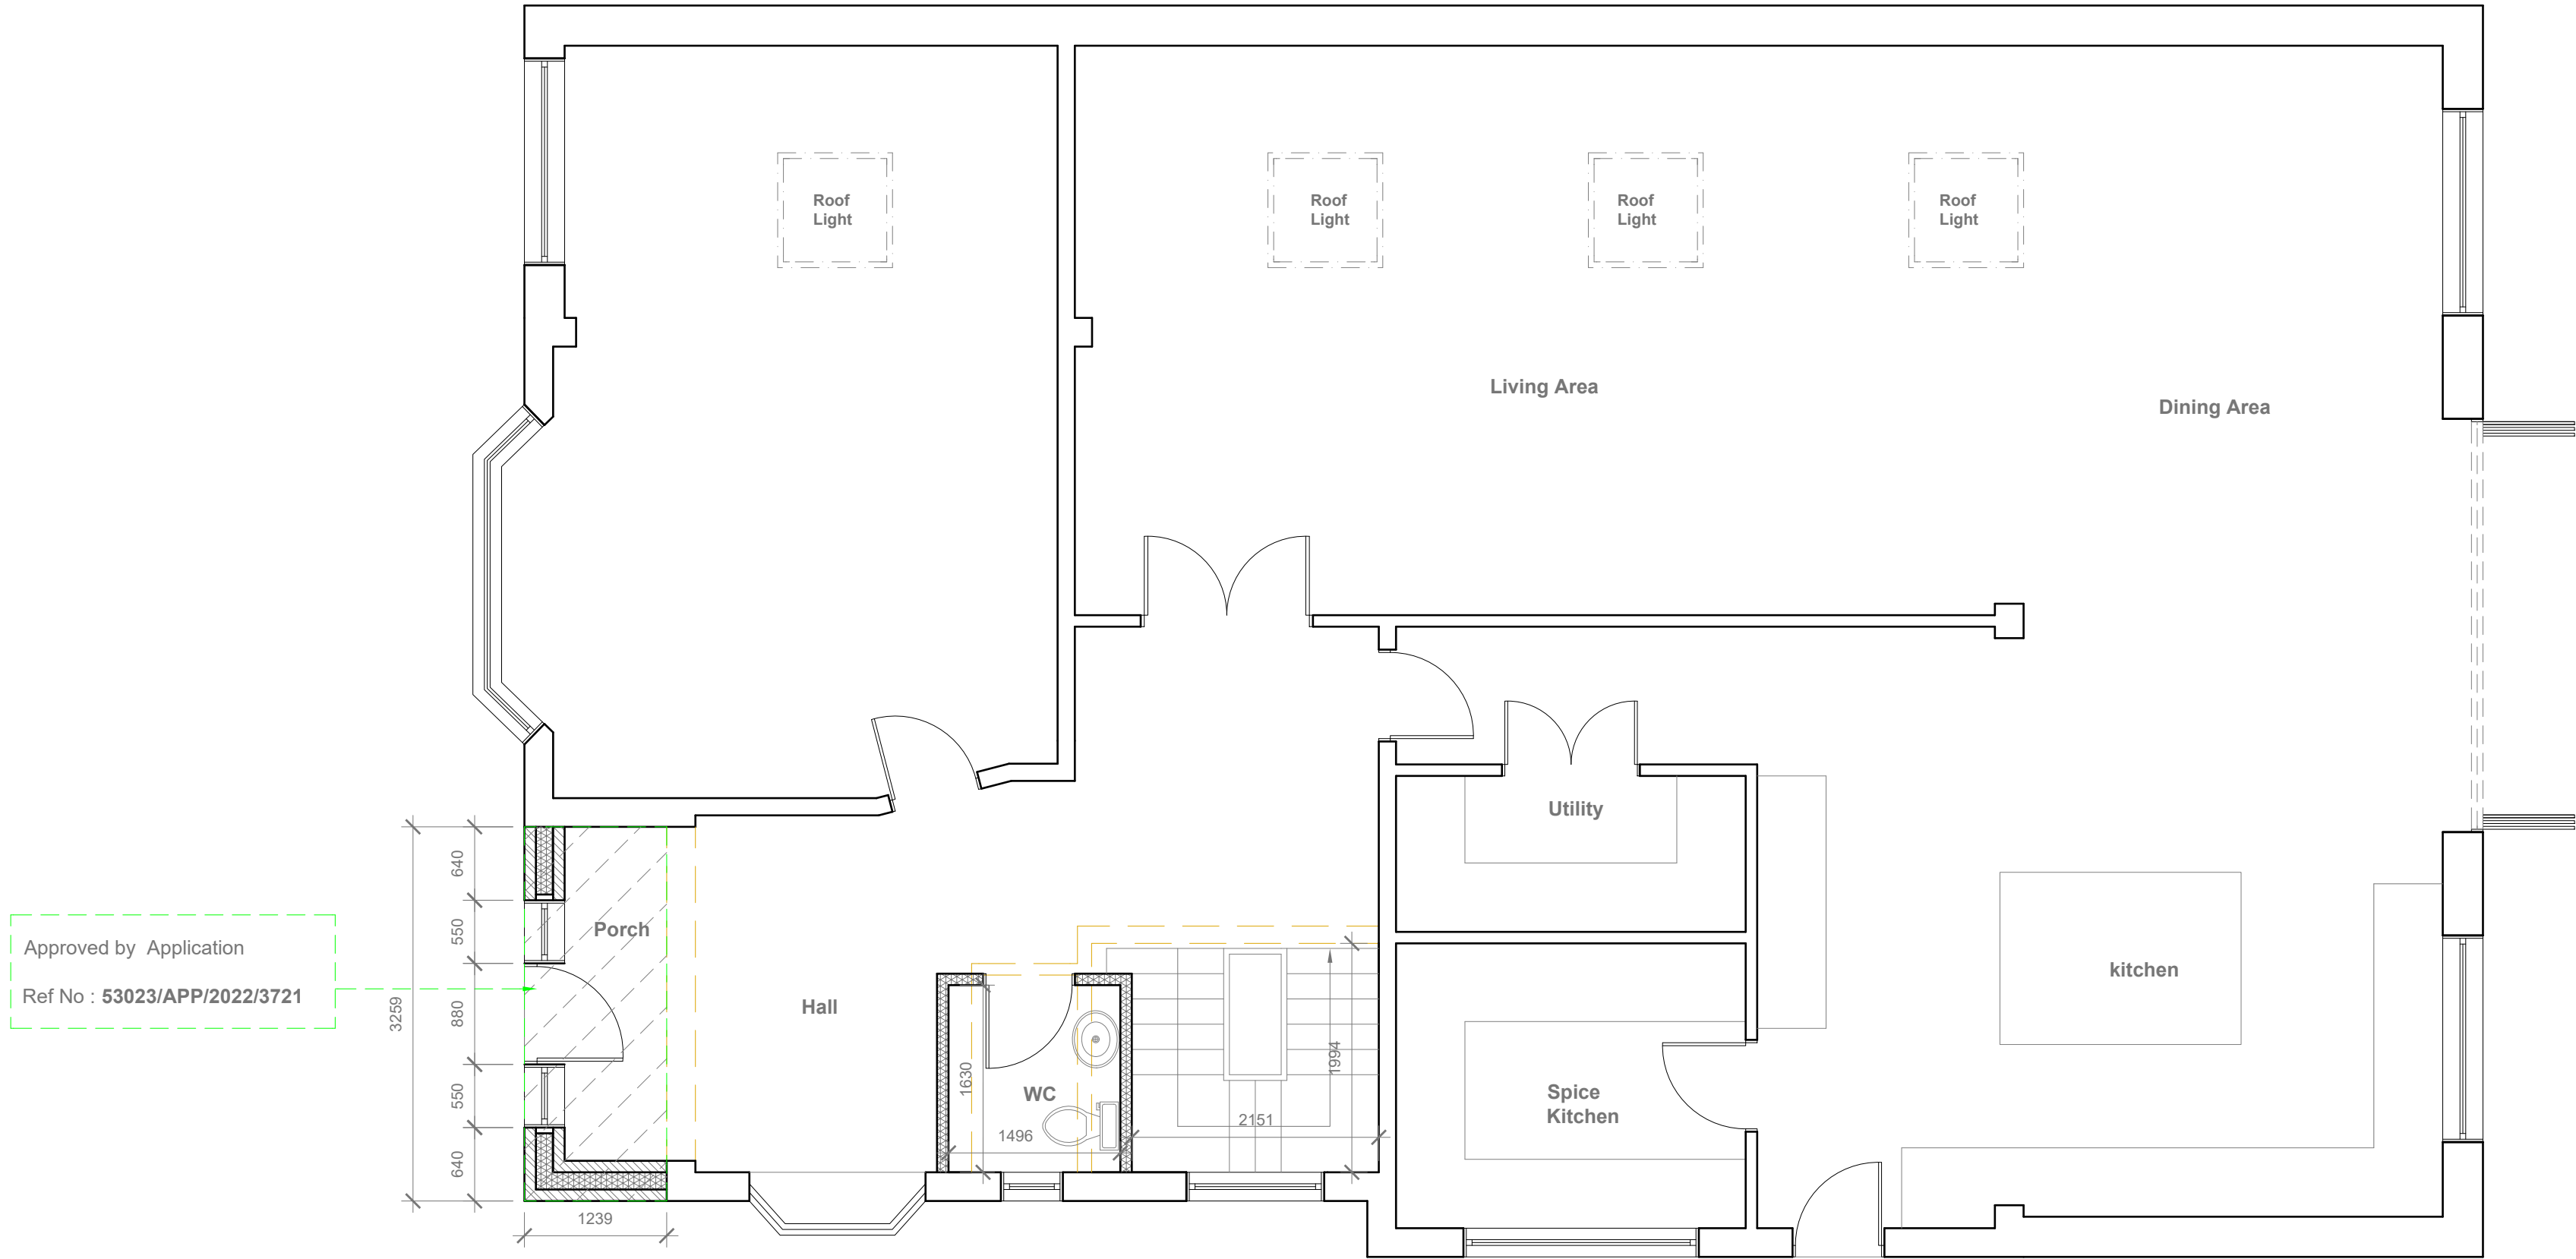 Roof
Light
Roof
Light
Roof
Light
Roof
Light
Living Area
Dining Area
Utility
Porch
Approved by Application
Ref No : 53023/APP/2022/3721
Hall
WC
Spice
Kitchen
kitchen
3259
640
550
880
550
640
1239
1630
1496
2151
1994